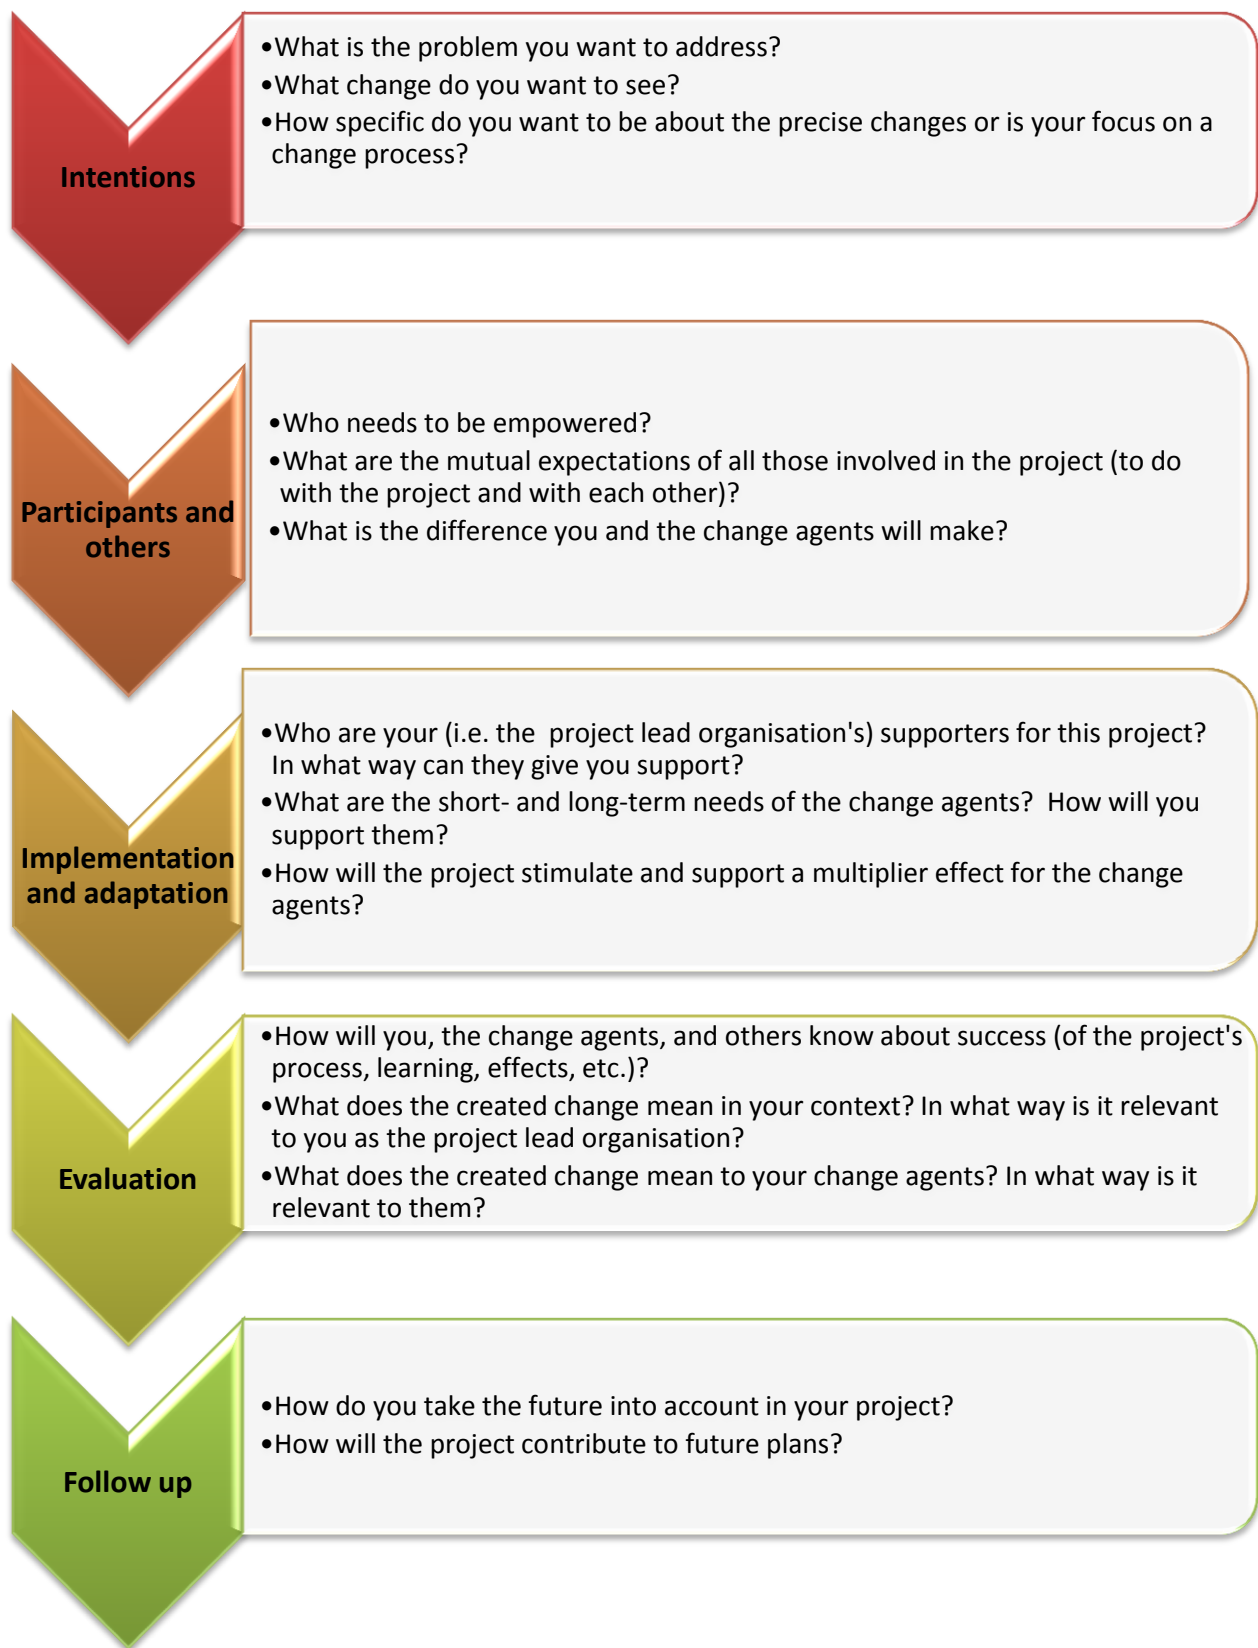 Intentions
•What is the problem you want to address?
•What change do you want to see?
•How specific do you want to be about the precise changes or is your focus on a
change process?
Participants and
others
•Who needs to be empowered?
•What are the mutual expectations of all those involved in the project (to do
with the project and with each other)?
•What is the difference you and the change agents will make?
Implementation
and adaptation
•Who are your (i.e. the  project lead organisation's) supporters for this project?
In what way can they give you support?
•What are the short- and long-term needs of the change agents?  How will you
support them?
•How will the project stimulate and support a multiplier effect for the change
agents?
Evaluation
•How will you, the change agents, and others know about success (of the project's
process, learning, effects, etc.)?
•What does the created change mean in your context? In what way is it relevant
to you as the project lead organisation?
•What does the created change mean to your change agents? In what way is it
relevant to them?
Follow up
•How do you take the future into account in your project?
•How will the project contribute to future plans?